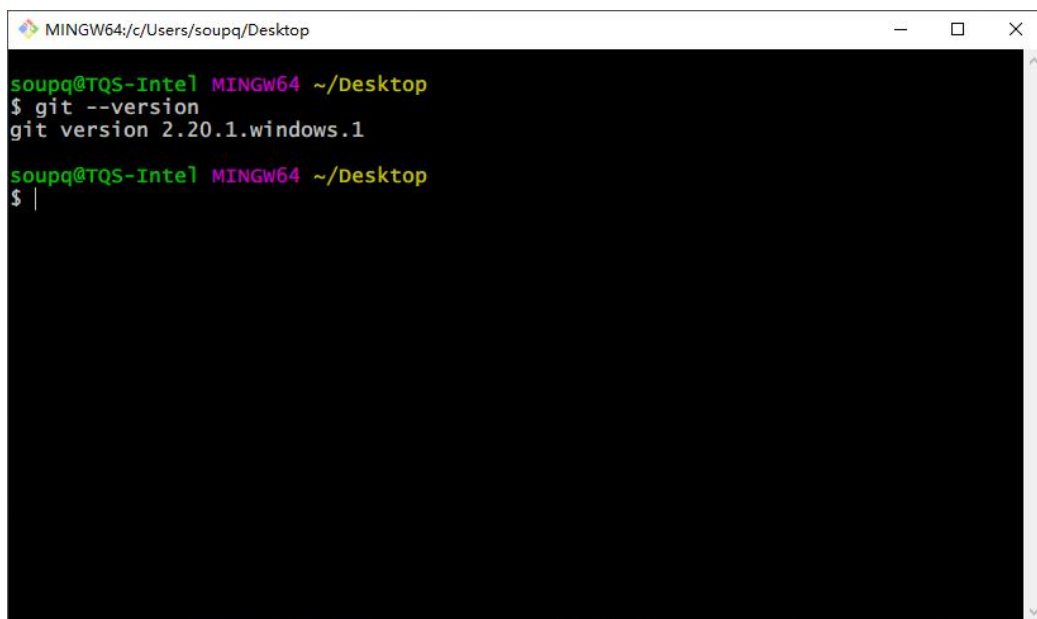 MINGW64:/c/Users/soupq/Desktop
soupq@TQS-Intel MINGW64 ~/Desktop
$ git --version
git version 2.20.1.windows.1
soupq@TQS-Intel MINGW64 ~/Desktop
$